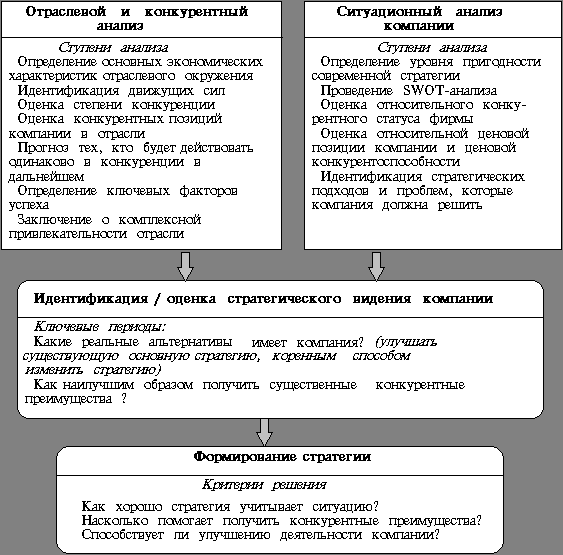 Отраслевой и конкурентный
анализ
Ступени анализа
Определение основных экономических
характеристик отраслевого окружения
Идентификация движущих сил
Оценка степени конкуренции
Оценка конкурентных позиций
компании в отрасли
Прогноз тех, кто будет действовать
одинаково в конкуренции в
дальнейшем
Определение ключевых факторов
успеха
Заключение о комплексной
привлекательности отрасли
Ситуационный анализ
компании
Ступени анализа
Определение уровня пригодности
современной стратегии
Проведение SWOT-анализа
Оценка относительного конку-
рентного статуса фирмы
Оценка относительной ценовой
позиции компании и ценовой
конкурентоспособности
Идентификация стратегических
подходов и проблем, которые
компания должна решить
Идентификация / оценка стратегического видения компании
Ключевые периоды:
Какие реальные альтернативы имеет компания? (улучшать
существующую основную стратегию, коренным способом
изменить стратегию)
Как наилучшим образом получить существенные конкурентные
преимущества ?
Формирование стратегии
Критерии решения
Как хорошо стратегия учитывает ситуацию?
Насколько помогает получить конкурентные преимущества?
Способствует ли улучшению деятельности компании?